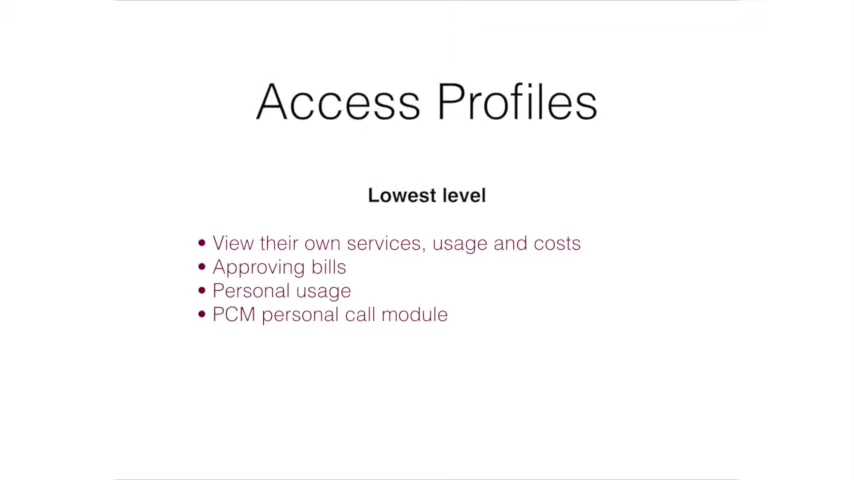 Access Profiles
Lowest level
• View their own services, usage and costs
• Approving bills
• Personal usage
• PCM personal call module